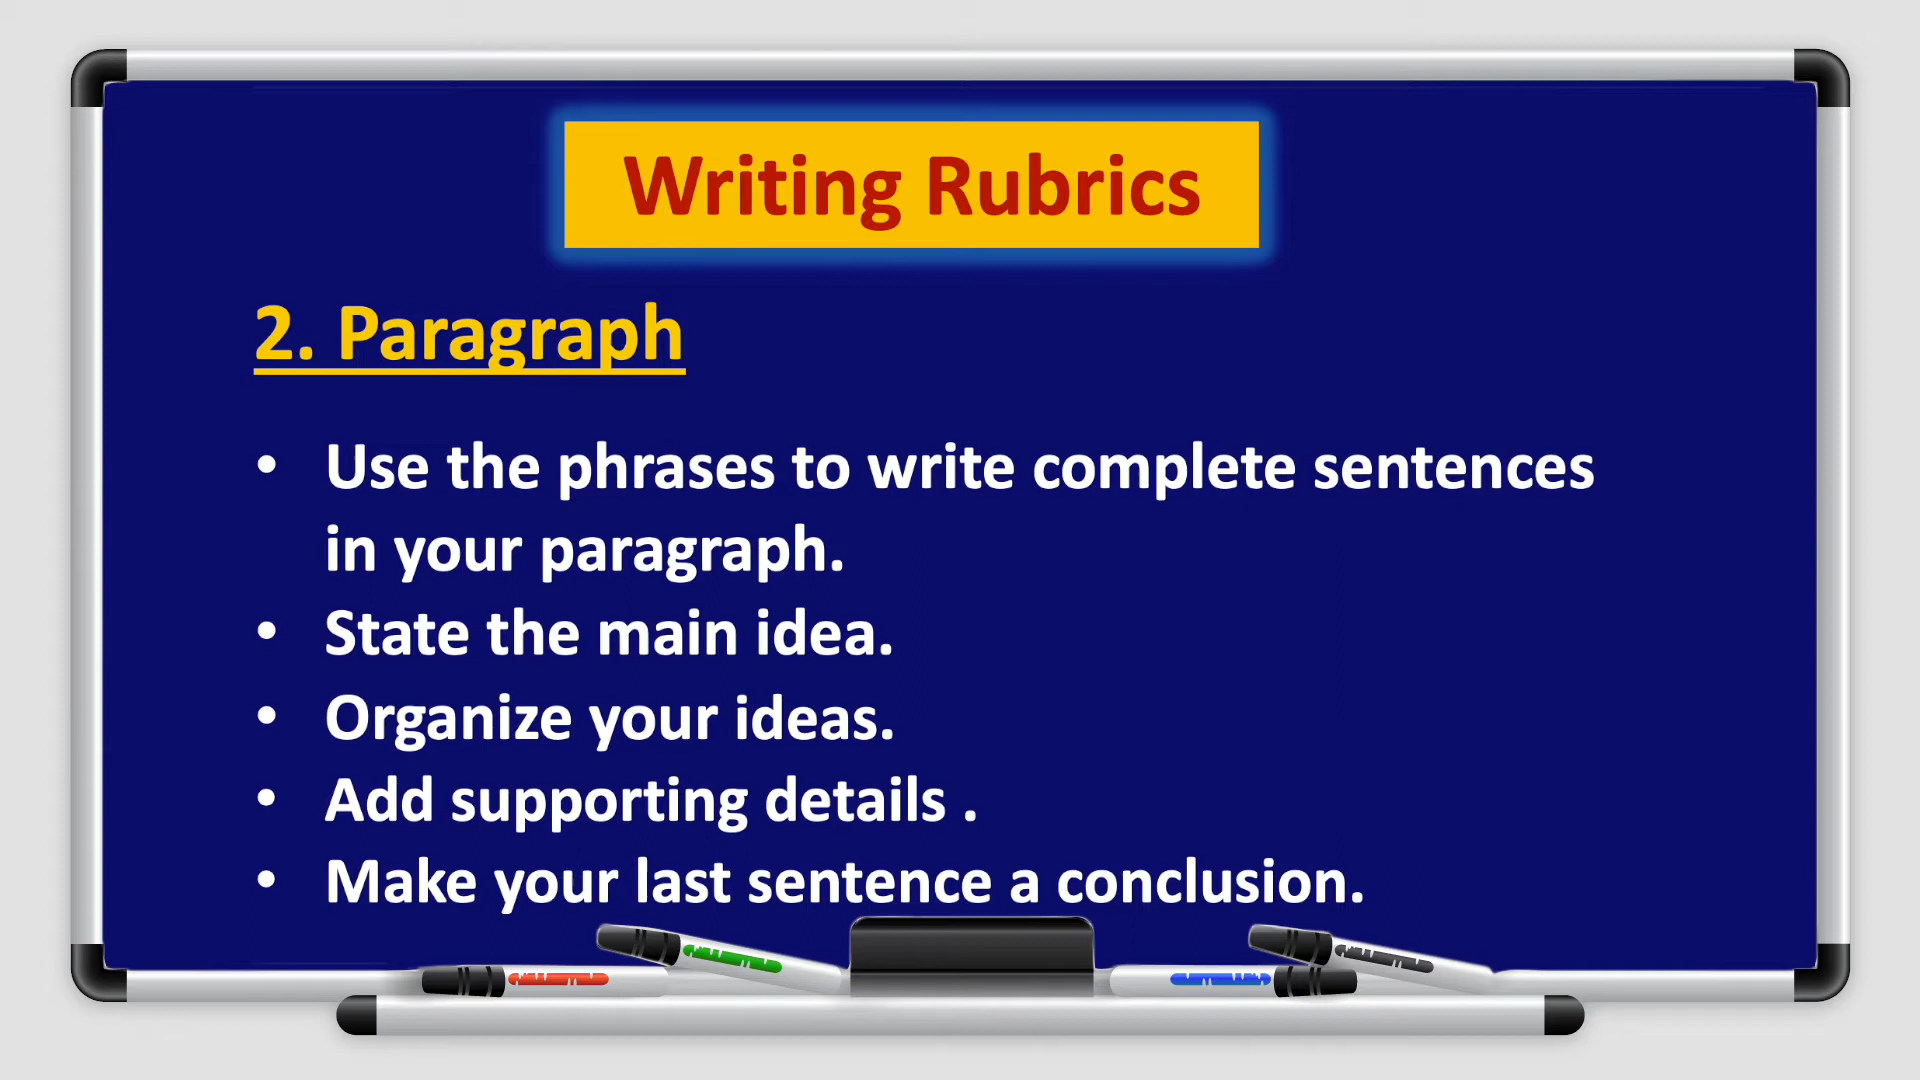 Writing Rubrics
2. Paragraph
• Use the phrases to write complete sentences
in your paragraph.
• State the main idea.
• Organize your ideas.
• Add supporting details .
• Make your last sentence a conclusion.